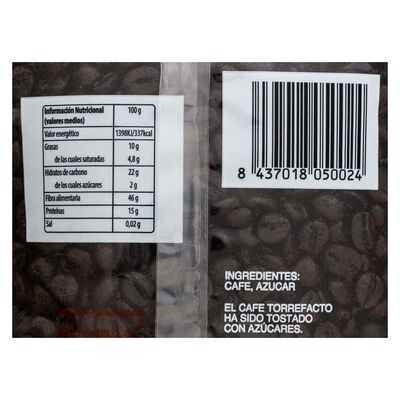 Información Nutricional 100 g
(valores medios)
Valor energético 1398KJ/337kcal
Grasas 10 g
de las cuales saturadas 4,8 g
Hidratos de carbono 22 g
de los cuales azúcares 2 g
Fibra alimentaria 46 g
Proteínas 15 g
Sal 0,02 g
8 437018 050024
INGREDIENTES:
CAFE, AZUCAR
EL CAFE TORREFACTO
HA SIDO TOSTADO
CON AZÚCARES.